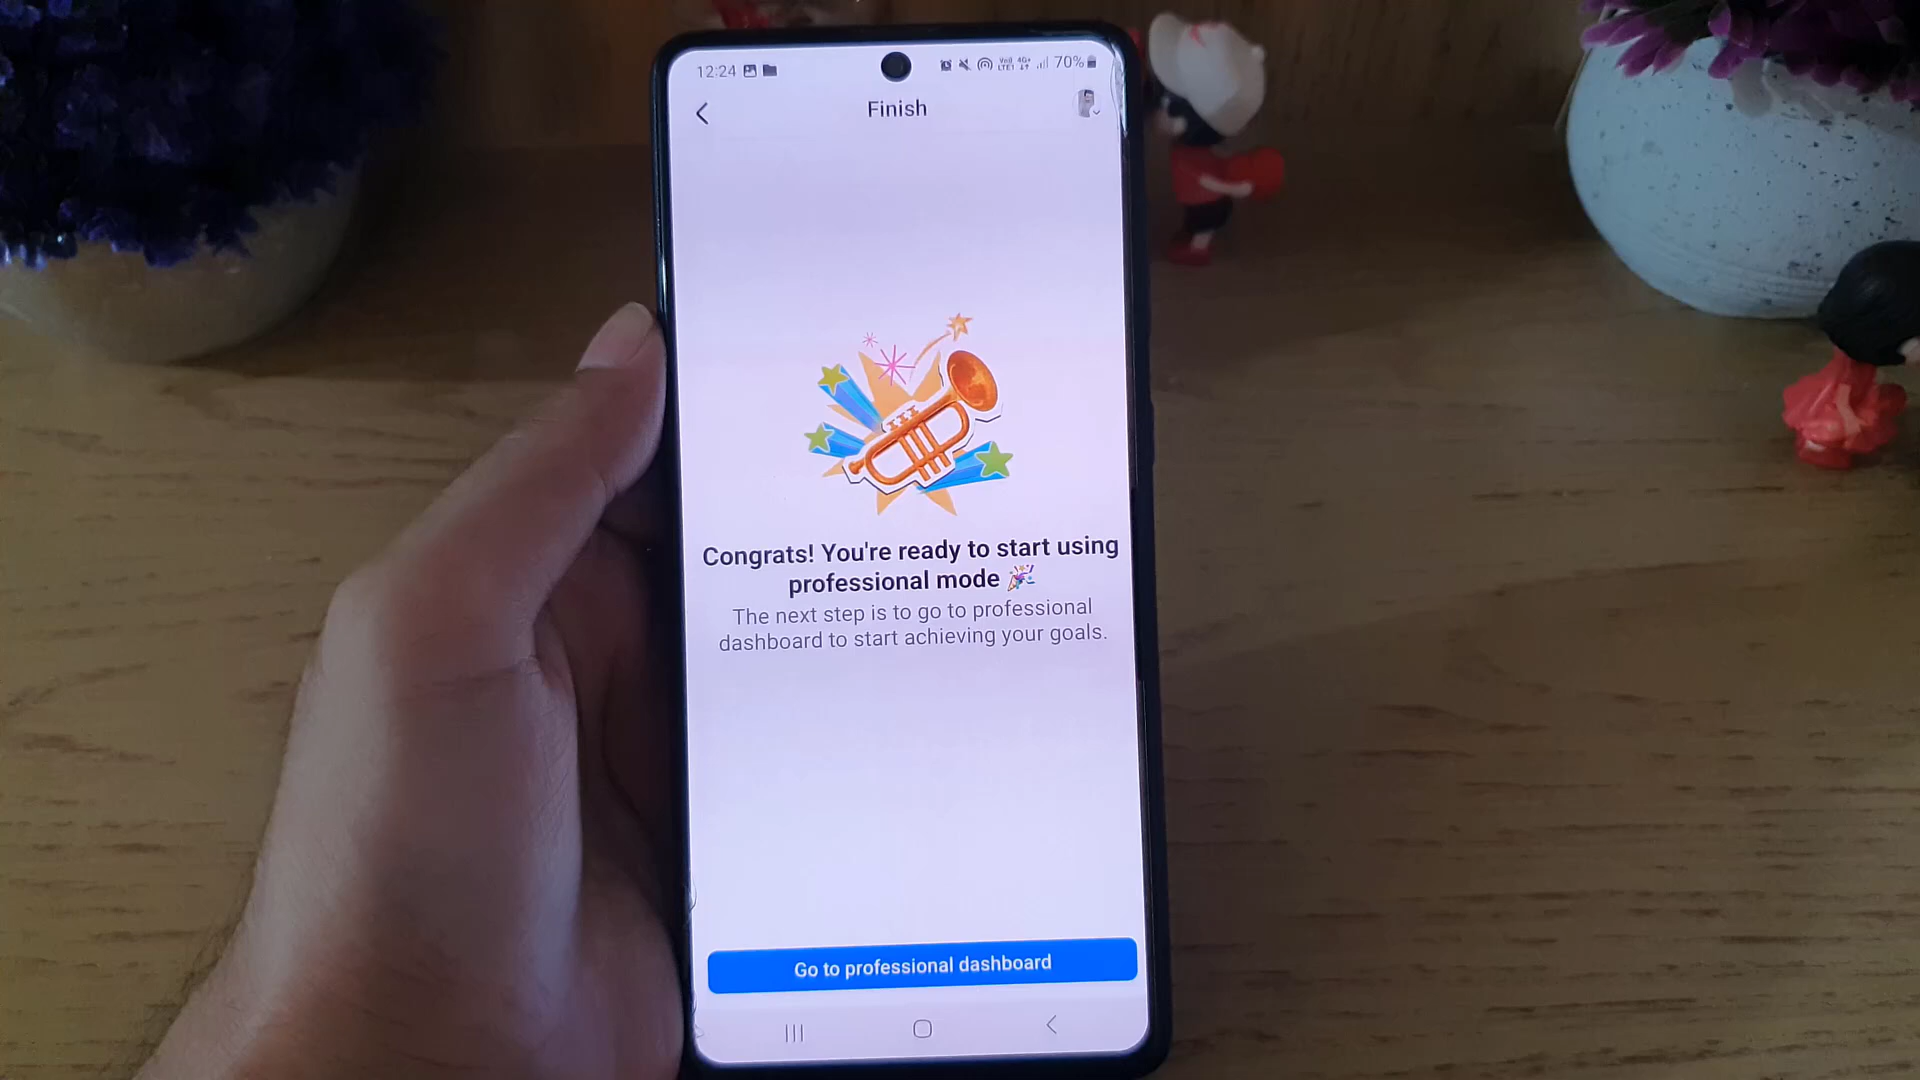 12:24 70%
Finish
Congrats! You're ready to start using
professional mode 🎉
The next step is to go to professional
dashboard to start achieving your goals.
Go to professional dashboard